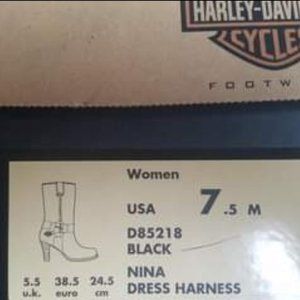 HARLEY-DAVI
CYCLES
FOOTW
Women
USA 7.5 M
D85218
BLACK
5.5 38.5 24.5
u.k. euro cm
NINA
DRESS HARNESS